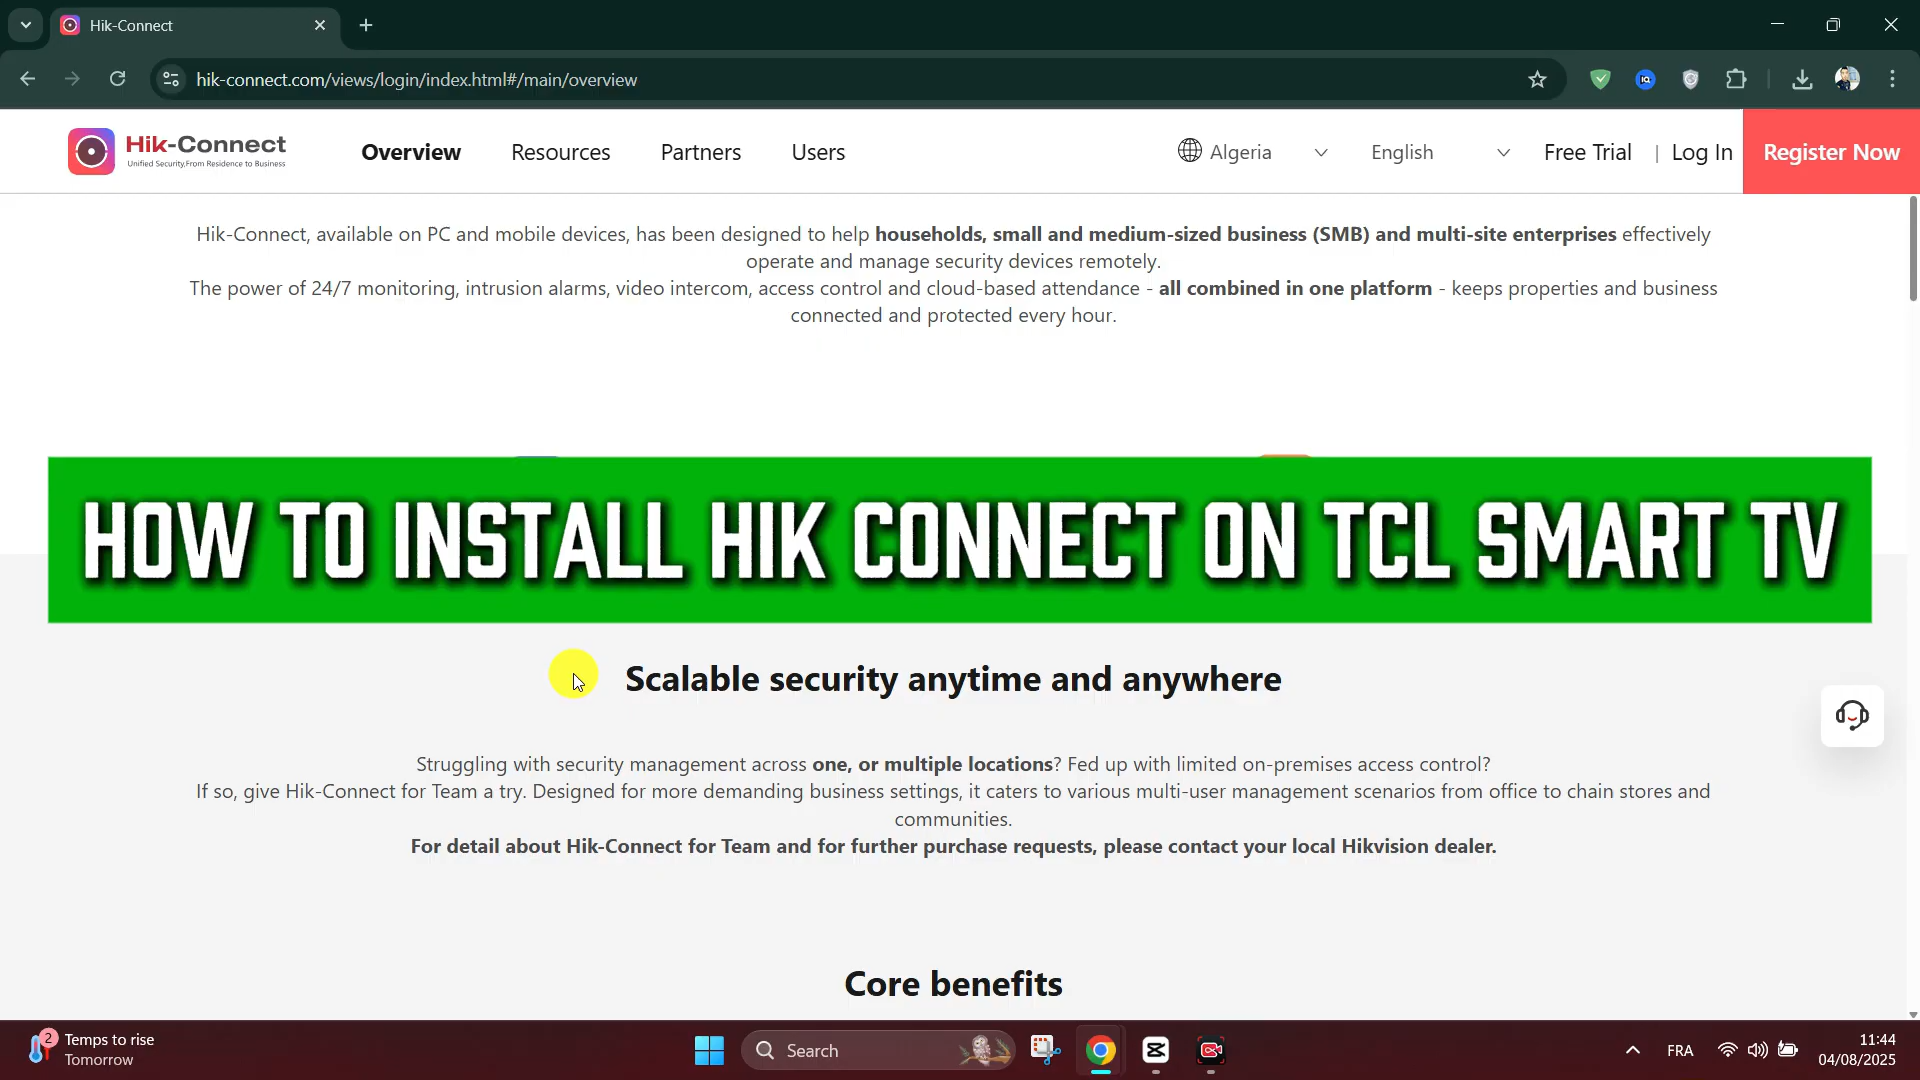 Hik-Connect
hik-connect.com/views/login/index.html#/main/overview
Hik-Connect
Unified Security,From Residence to Business
Overview
Resources
Partners
Users
Algeria
English
Free Trial
|
Log In
Register Now
Hik-Connect, available on PC and mobile devices, has been designed to help households, small and medium-sized business (SMB) and multi-site enterprises effectively
operate and manage security devices remotely.
The power of 24/7 monitoring, intrusion alarms, video intercom, access control and cloud-based attendance - all combined in one platform - keeps properties and business
connected and protected every hour.
HOW TO INSTALL HIK CONNECT ON TCL SMART TV
Scalable security anytime and anywhere
Struggling with security management across one, or multiple locations? Fed up with limited on-premises access control?
If so, give Hik-Connect for Team a try. Designed for more demanding business settings, it caters to various multi-user management scenarios from office to chain stores and
communities.
For detail about Hik-Connect for Team and for further purchase requests, please contact your local Hikvision dealer.
Core benefits
2
Temps to rise
Tomorrow
Search
FRA
11:44
04/08/2025